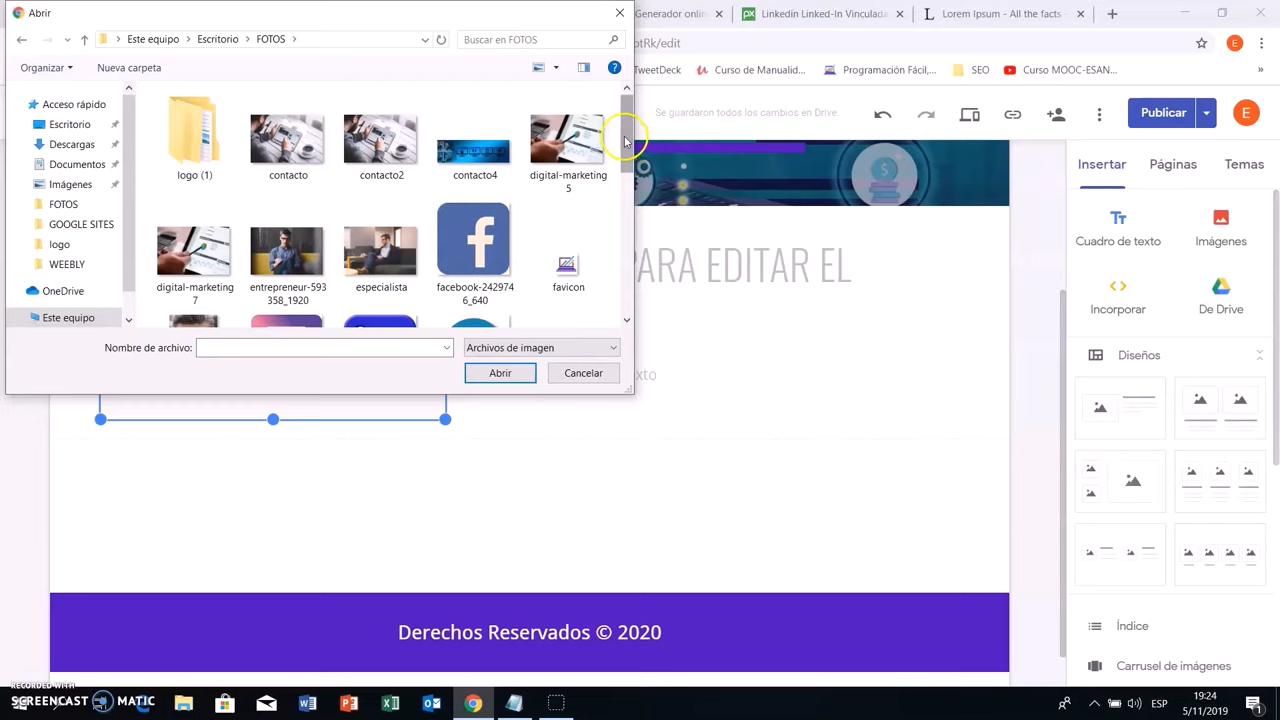 Abrir
Generador onlin
Linkedin Linked-In Vinculada
Lorem Ipsum - All the facts -
Este equipo
Escritorio
FOTOS
Buscar en FOTOS
otRk/edit
Organizar
Nueva carpeta
TweetDeck
Curso de Manualid...
Programación Fácil,...
SEO
Curso MOOC-ESAN...
»
Acceso rápido
Escritorio
Descargas
Documentos
Imágenes
FOTOS
GOOGLE SITES
logo
WEEBLY
OneDrive
Este equipo
logo (1)
contacto
contacto2
contacto4
digital-marketing
5
digital-marketing
7
entrepreneur-593
358_1920
especialista
facebook-242974
6_640
favicon
Nombre de archivo:
Archivos de imagen
Abrir
Cancelar
Se guardaron todos los cambios en Drive.
Publicar
E
E
Insertar
Páginas
Temas
Cuadro de texto
Imágenes
Incorporar
De Drive
Diseños
Índice
Carrusel de imágenes
PARA EDITAR EL
exto
Derechos Reservados © 2020
RECORDED WITH
SCREENCAST MATIC
ESP
19:24
5/11/2019
1